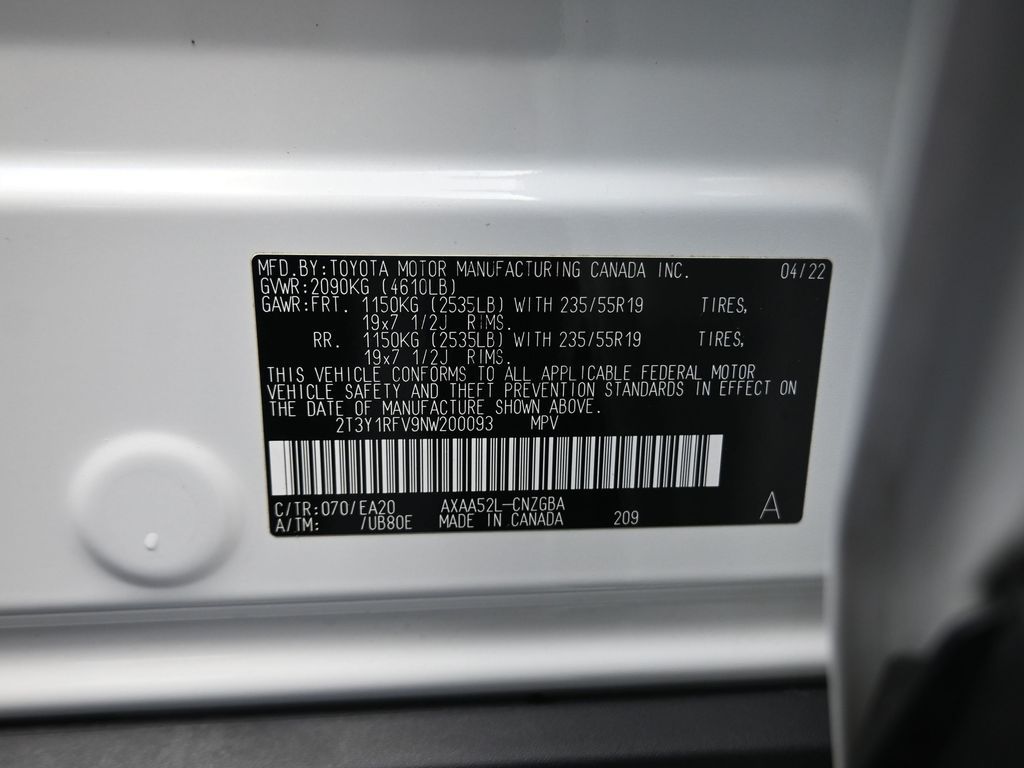 MFD.BY:TOYOTA MOTOR MANUFACTURING CANADA INC. 04/22
GVWR:2090KG (4610LB)
GAWR:FRT. 1150KG (2535LB) WITH 235/55R19 TIRES,
19x7 1/2J RIMS.
RR. 1150KG (2535LB) WITH 235/55R19 TIRES,
19x7 1/2J RIMS.
THIS VEHICLE CONFORMS TO ALL APPLICABLE FEDERAL MOTOR
VEHICLE SAFETY AND THEFT PREVENTION STANDARDS IN EFFECT ON
THE DATE OF MANUFACTURE SHOWN ABOVE.
2T3Y1RFV9NW200093 MPV
C/TR:070/EA20 AXAA52L-CNZGBA
A/TM: /UB80E MADE IN CANADA 209 A